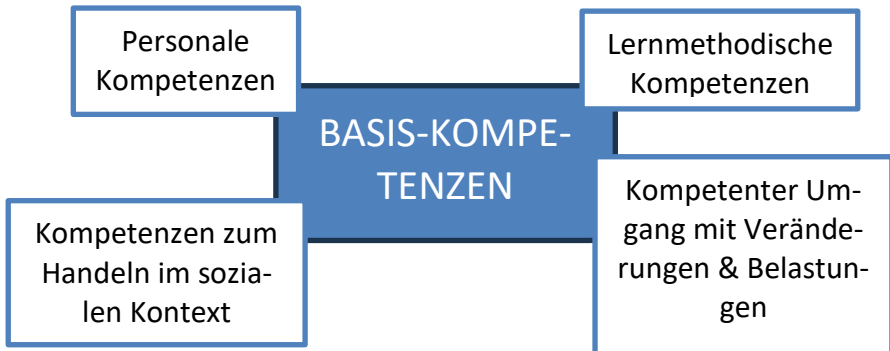 Personale
Kompetenzen
Lernmethodische
Kompetenzen
BASIS-KOMPE-
TENZEN
Kompetenzen zum
Handeln im sozia-
len Kontext
Kompetenter Um-
gang mit Verände-
rungen & Belastun-
gen